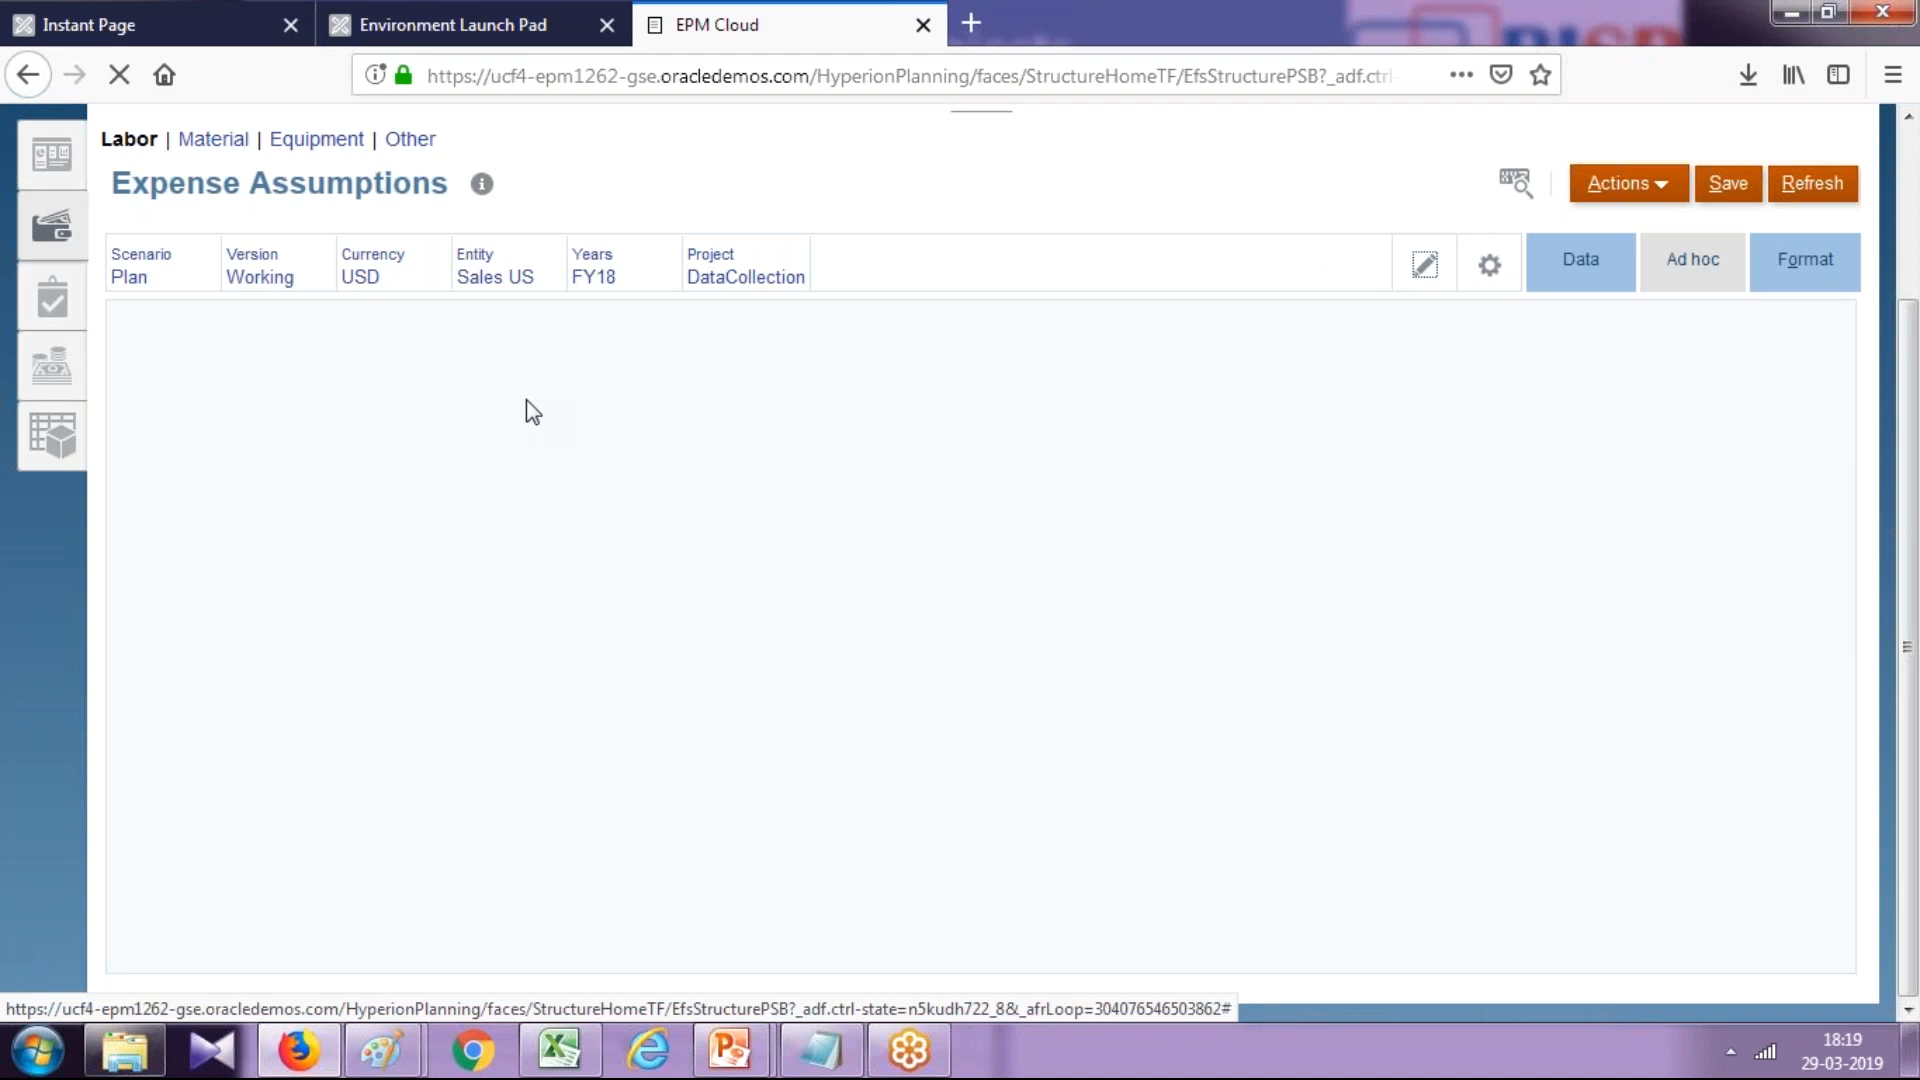 Instant Page
Environment Launch Pad
EPM Cloud
https://ucf4-epm1262-gse.oracledemos.com/HyperionPlanning/faces/StructureHomeTF/EfsStructurePSB?_adf.ctrl-
Labor | Material | Equipment | Other
Expense Assumptions
Actions Save Refresh
Scenario Version Currency Entity Years Project
Plan Working USD Sales US FY18 DataCollection
Data Ad hoc Format
https://ucf4-epm1262-gse.oracledemos.com/HyperionPlanning/faces/StructureHomeTF/EfsStructurePSB?_adf.ctrl-state=n5kudh722_8&_afrLoop=304076546503862#
18:19
29-03-2019